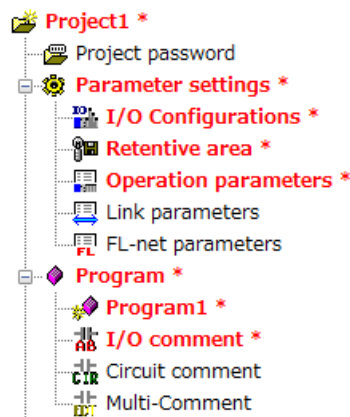 Project1 *
Project password
Parameter settings *
I/O Configurations *
Retentive area *
Operation parameters *
Link parameters
FL-net parameters
Program *
Program1 *
I/O comment *
Circuit comment
Multi-Comment